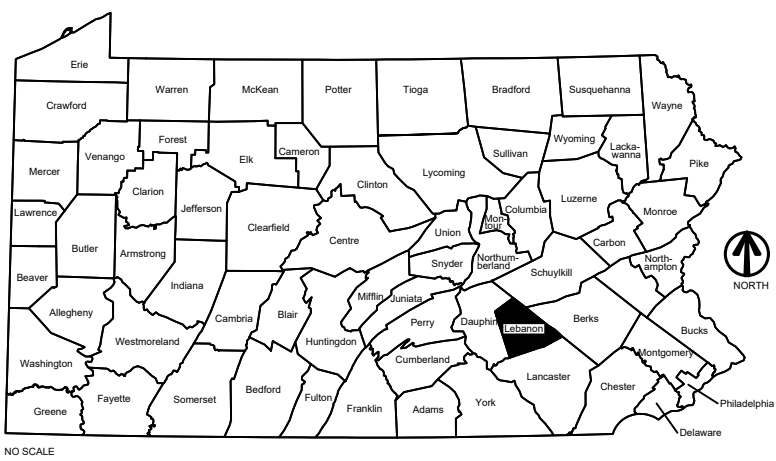 Erie
Warren
McKean
Potter
Tioga
Bradford
Susquehanna
Wayne
Crawford
Forest
Elk
Cameron
Sullivan
Wyoming
Lacka-
wanna
Pike
Mercer
Venango
Clarion
Clinton
Lycoming
Luzerne
Monroe
Lawrence
Jefferson
Clearfield
Centre
Union
Mon-
tour
Columbia
Carbon
Butler
Armstrong
Snyder
Northum-
berland
Schuylkill
North-
ampton
Beaver
Indiana
Mifflin
Juniata
NORTH
Allegheny
Cambria
Blair
Huntingdon
Perry
Dauphin
Lebanon
Berks
Bucks
Westmoreland
Cumberland
Montgomery
Washington
Lancaster
Chester
Philadelphia
Greene
Fayette
Somerset
Bedford
Fulton
Franklin
Adams
York
Delaware
NO SCALE